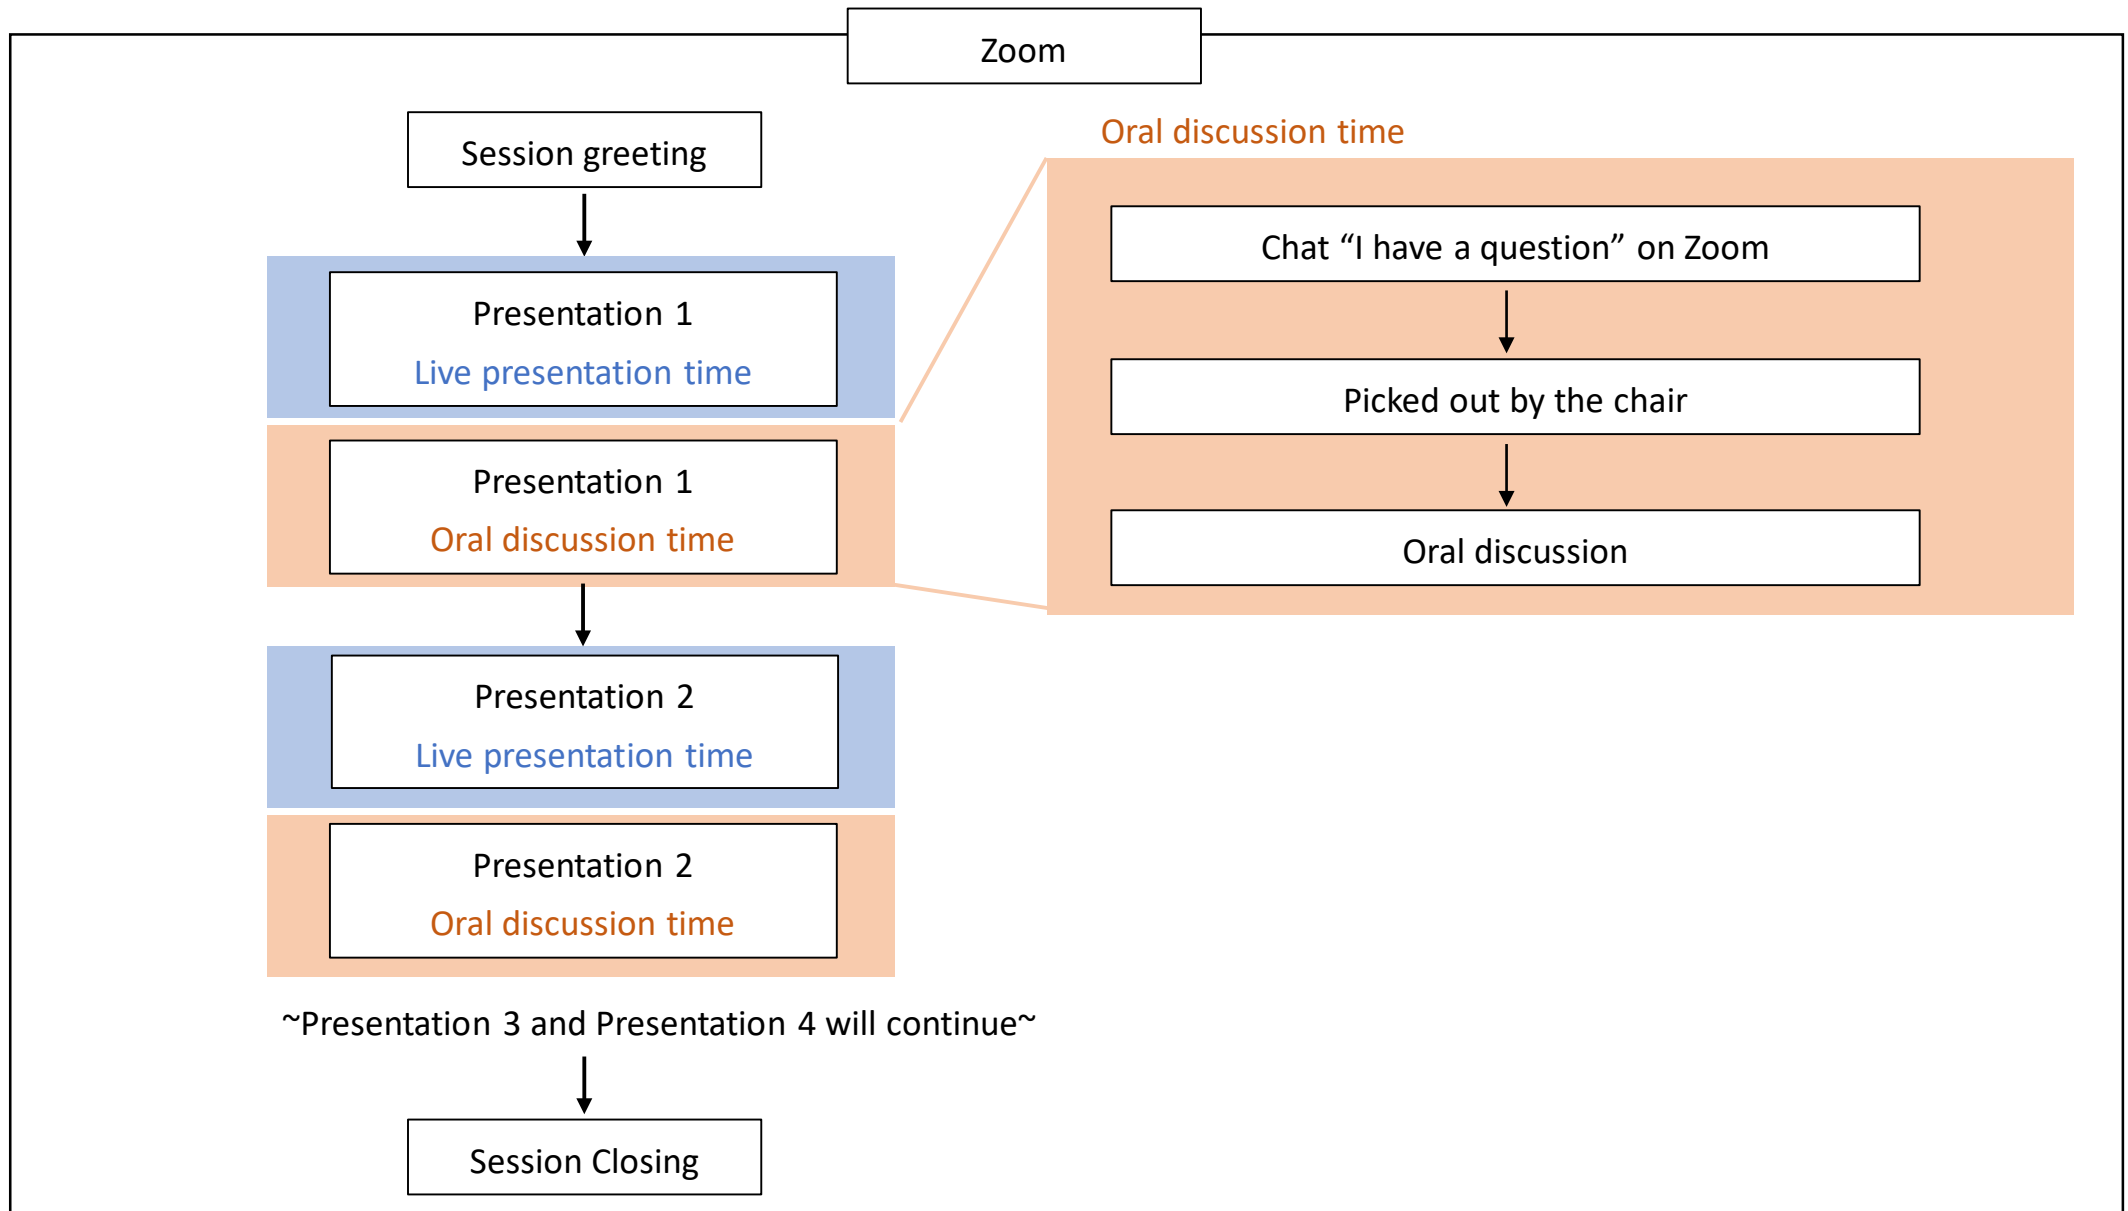 Zoom
Session greeting
Presentation 1
Live presentation time
Presentation 1
Oral discussion time
Presentation 2
Live presentation time
Presentation 2
Oral discussion time
~Presentation 3 and Presentation 4 will continue~
Session Closing
Oral discussion time
Chat “I have a question” on Zoom
Picked out by the chair
Oral discussion